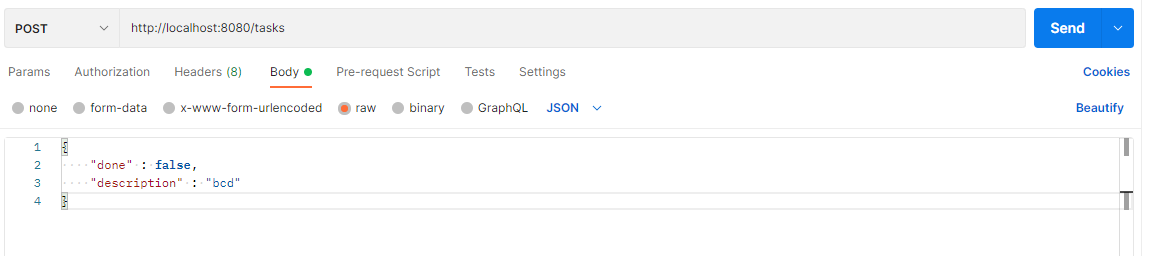 POST http://localhost:8080/tasks Send
Params Authorization Headers (8) Body Pre-request Script Tests Settings Cookies
none form-data x-www-form-urlencoded raw binary GraphQL JSON Beautify
1 {
2 "done" : false,
3 "description" : "bcd"
4 }